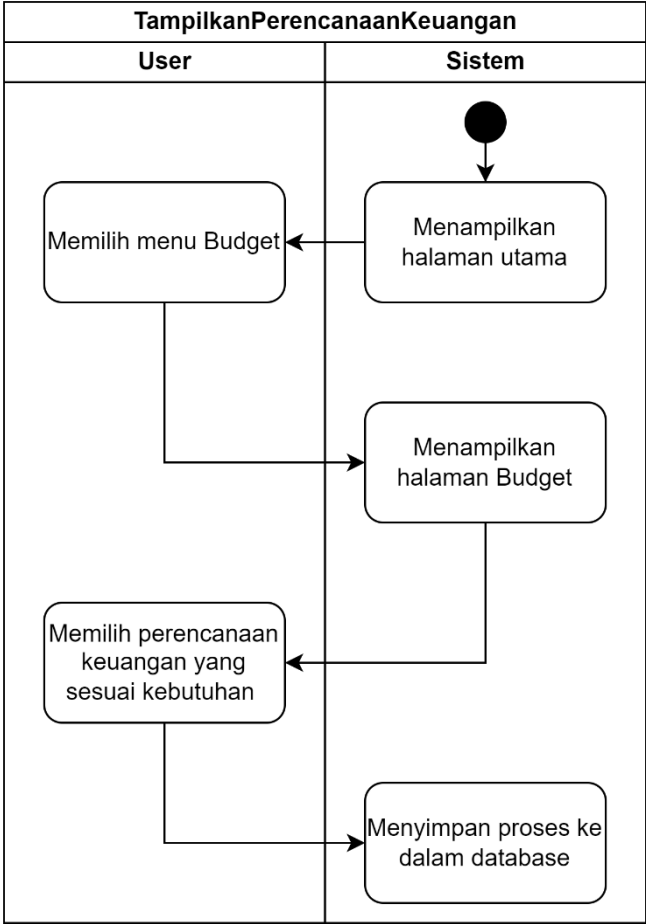 TampilkanPerencanaanKeuangan
User
Sistem
Menampilkan
halaman utama
Memilih menu Budget
Menampilkan
halaman Budget
Memilih perencanaan
keuangan yang
sesuai kebutuhan
Menyimpan proses ke
dalam database